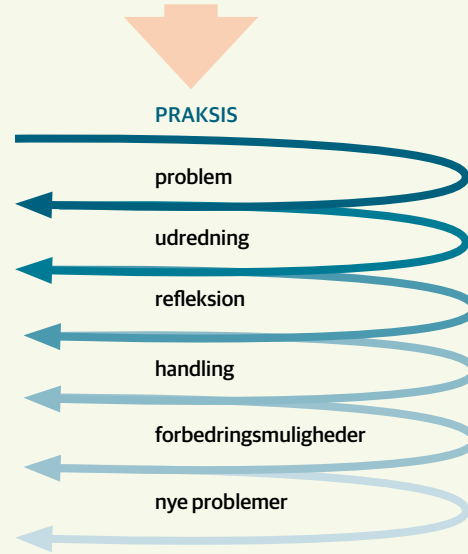 PRAKSIS
problem
udredning
refleksion
handling
forbedringsmuligheder
nye problemer